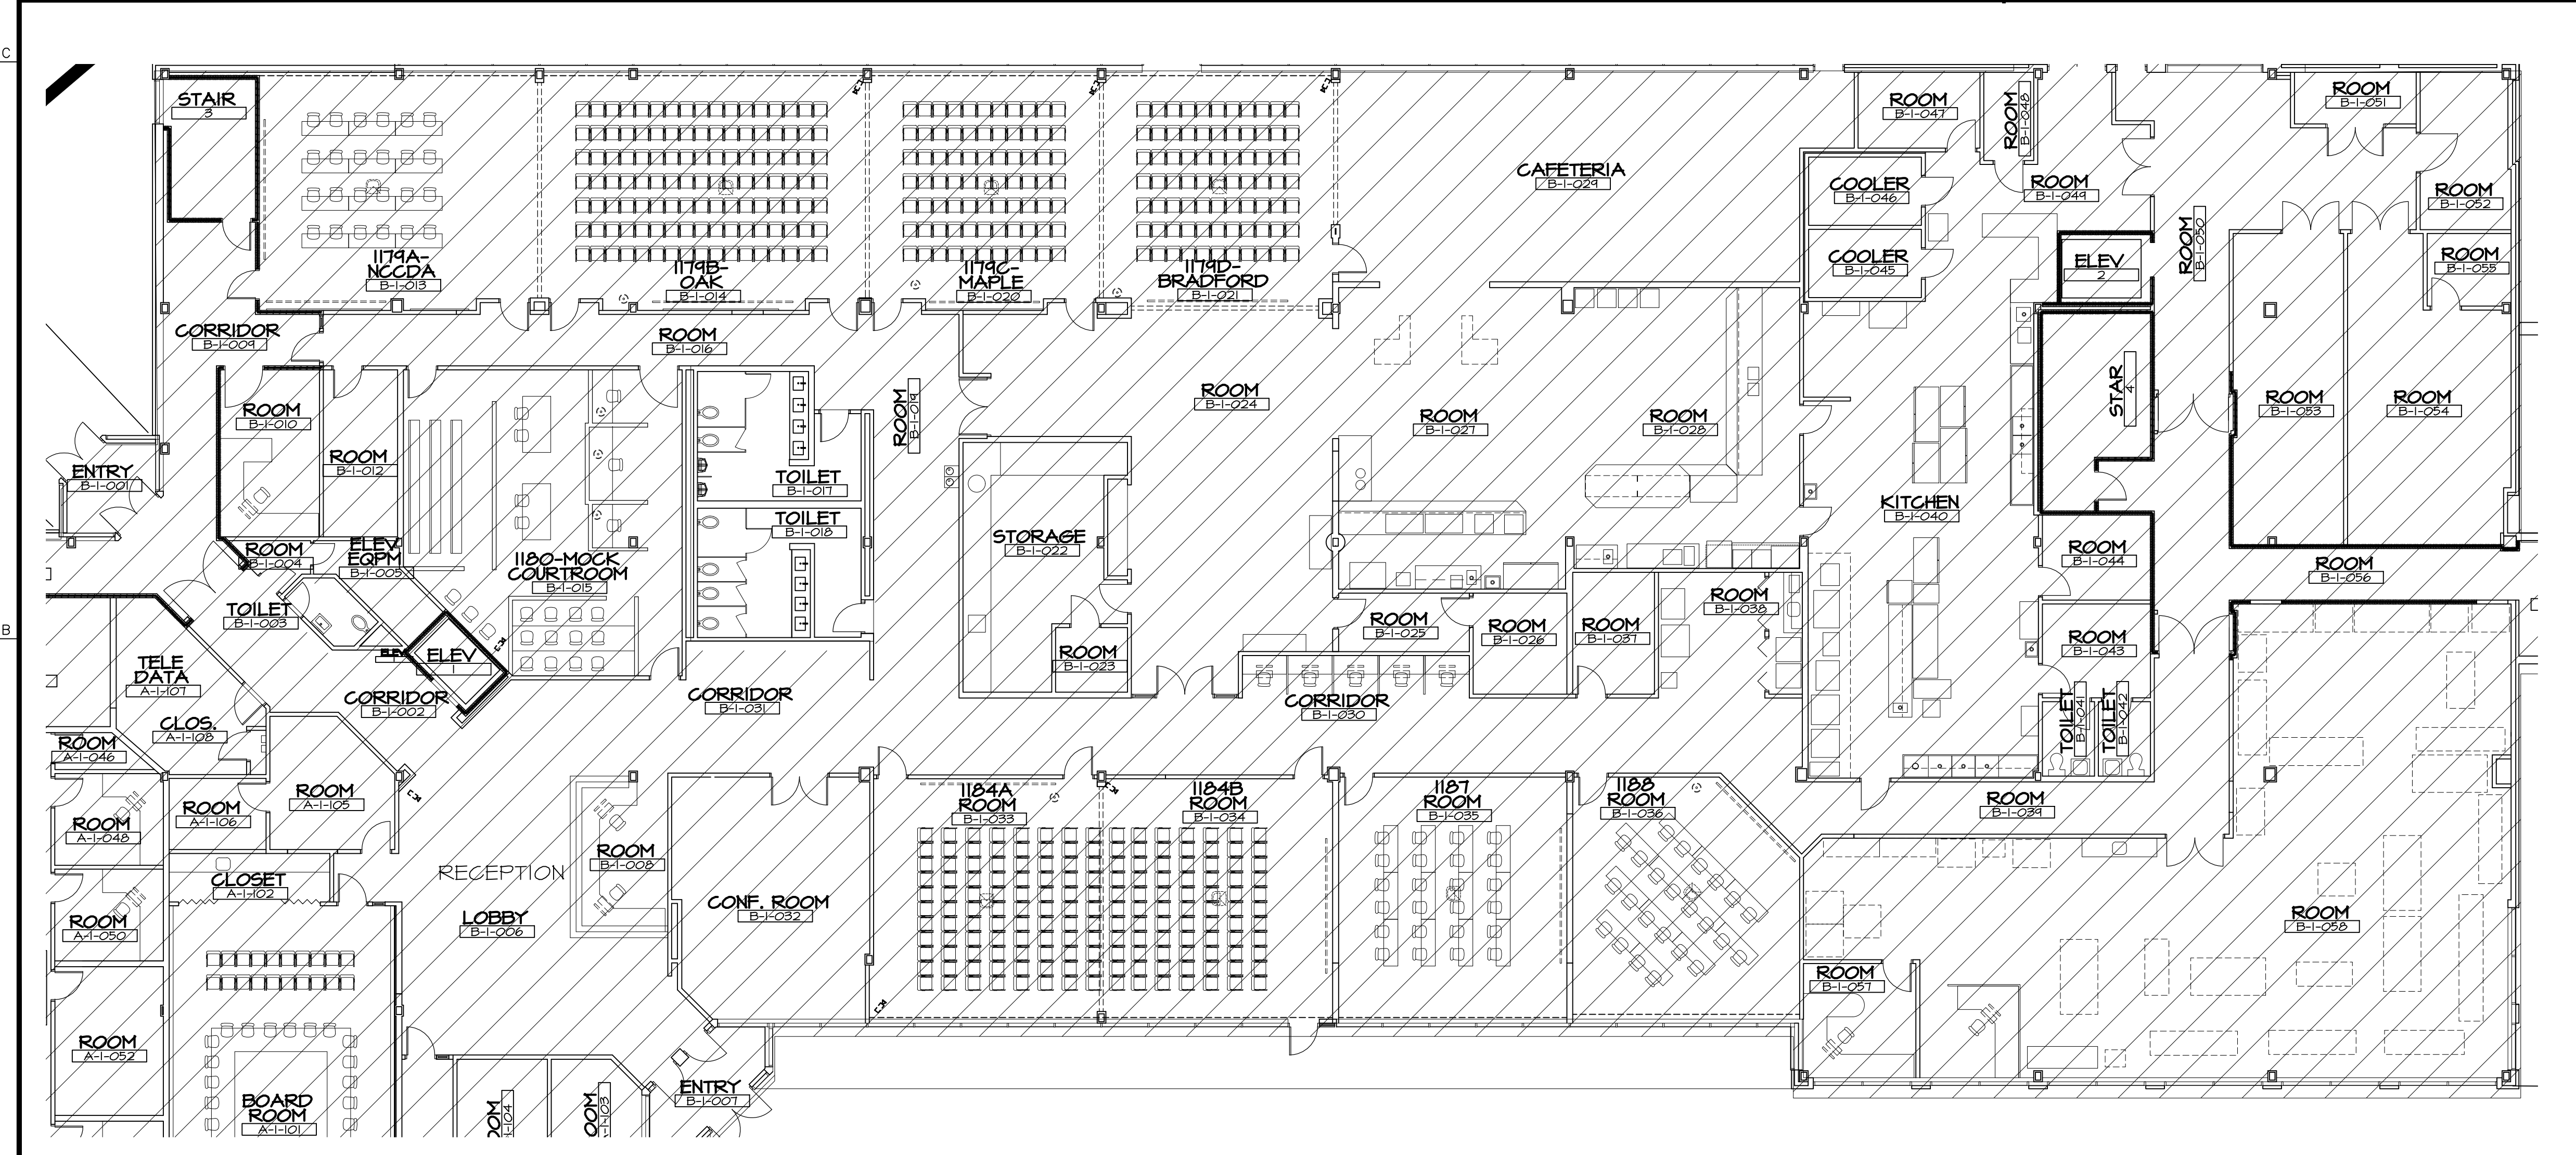 C
B
STAIR
3
1179A-
NCCDA
B-1-013
1179B-
OAK
B-1-014
1179C-
MAPLE
B-1-020
1179D-
BRADFORD
B-1-021
CAFETERIA
B-1-029
ROOM
B-1-047
ROOM
B-1-048
ROOM
B-1-049
COOLER
B-1-046
COOLER
B-1-045
ELEV
2
ROOM
B-1-050
ROOM
B-1-051
ROOM
B-1-052
ROOM
B-1-055
CORRIDOR
B-1-009
ROOM
B-1-016
ROOM
B-1-010
ROOM
B-1-012
ENTRY
B-1-001
ROOM
B-1-004
ELEV
EQPM
B-1-005
1180-MOCK
COURTROOM
B-1-015
TOILET
B-1-017
TOILET
B-1-018
ROOM
B-1-019
STORAGE
B-1-022
ROOM
B-1-023
ROOM
B-1-024
ROOM
B-1-027
ROOM
B-1-028
KITCHEN
B-1-040
STAR
4
ROOM
B-1-053
ROOM
B-1-054
ROOM
B-1-044
ROOM
B-1-043
ROOM
B-1-056
TOILET
B-1-003
ELEV
ELEV
1
TELE
DATA
A-1-107
CLOS.
A-1-108
CORRIDOR
B-1-002
CORRIDOR
B-1-031
CORRIDOR
B-1-030
ROOM
B-1-025
ROOM
B-1-026
ROOM
B-1-037
ROOM
B-1-038
TOILET
B-1-041
TOILET
B-1-042
ROOM
A-1-046
ROOM
A-1-048
ROOM
A-1-106
ROOM
A-1-105
CLOSET
A-1-102
ROOM
A-1-050
ROOM
A-1-052
BOARD
ROOM
A-1-101
RECEPTION
LOBBY
B-1-006
ROOM
B-1-008
CONF. ROOM
B-1-032
1184A
ROOM
B-1-033
1184B
ROOM
B-1-034
1187
ROOM
B-1-035
1188
ROOM
B-1-036
ROOM
B-1-039
ROOM
B-1-057
ROOM
B-1-058
ENTRY
B-1-007
OOM
-104
OOM
-103